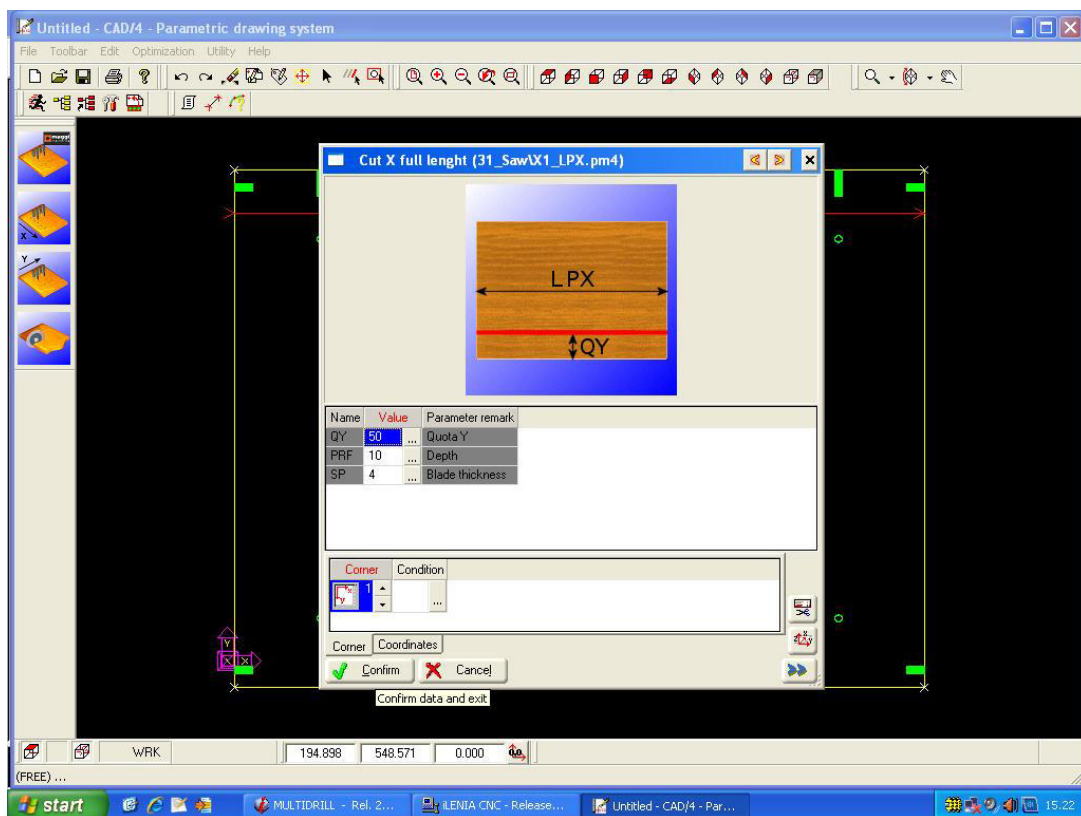 Untitled - CAD/4 - Parametric drawing system
File Toolbar Edit Optimization Utility Help
Cut X full lenght (31_Saw\X1_LPX.pm4)
X
Y
LPX
QY
Name Value Parameter remark
QY 50 ... Quota Y
PRF 10 ... Depth
SP 4 ... Blade thickness
Corner Condition
x 1
y ...
Corner Coordinates
Y
X X
Confirm Cancel
Confirm data and exit
WRK 194.898 548.571 0.000
(FREE) ...
start MULTIDRILL - Rel. 2... iLENIA CNC - Release... Untitled - CAD/4 - Par... 15.22